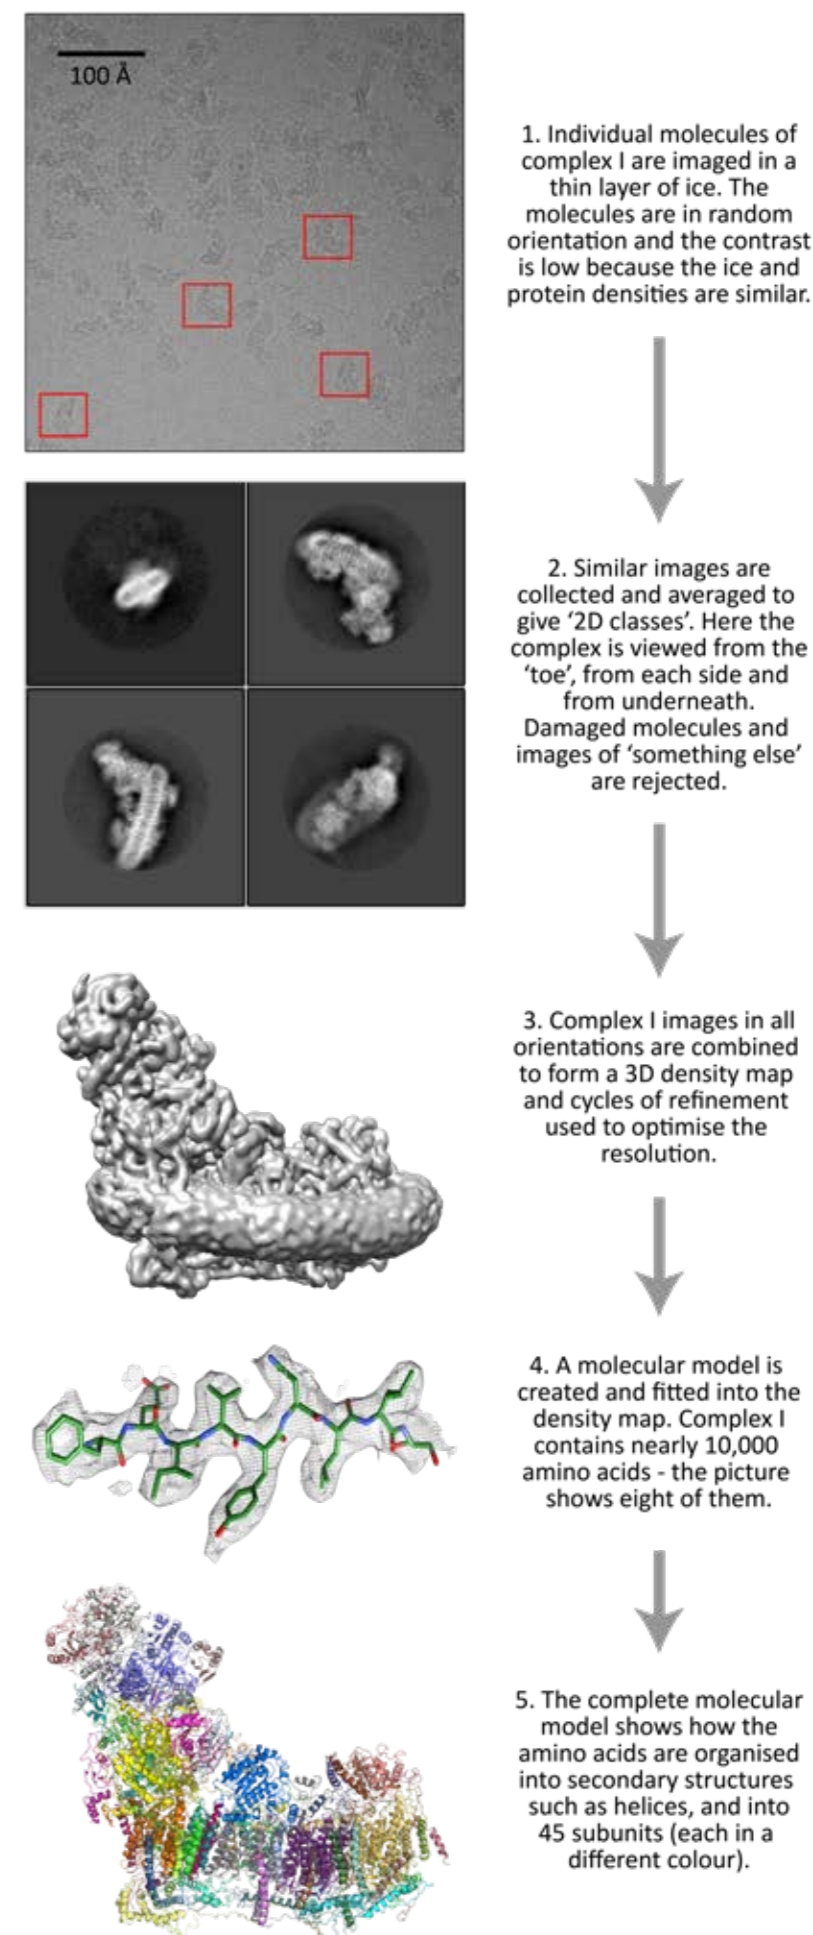 100 Å
1. Individual molecules of
complex I are imaged in a
thin layer of ice. The
molecules are in random
orientation and the contrast
is low because the ice and
protein densities are similar.
2. Similar images are
collected and averaged to
give ‘2D classes’. Here the
complex is viewed from the
‘toe’, from each side and
from underneath.
Damaged molecules and
images of ‘something else’
are rejected.
3. Complex I images in all
orientations are combined
to form a 3D density map
and cycles of refinement
used to optimise the
resolution.
4. A molecular model is
created and fitted into the
density map. Complex I
contains nearly 10,000
amino acids - the picture
shows eight of them.
5. The complete molecular
model shows how the
amino acids are organised
into secondary structures
such as helices, and into
45 subunits (each in a
different colour).